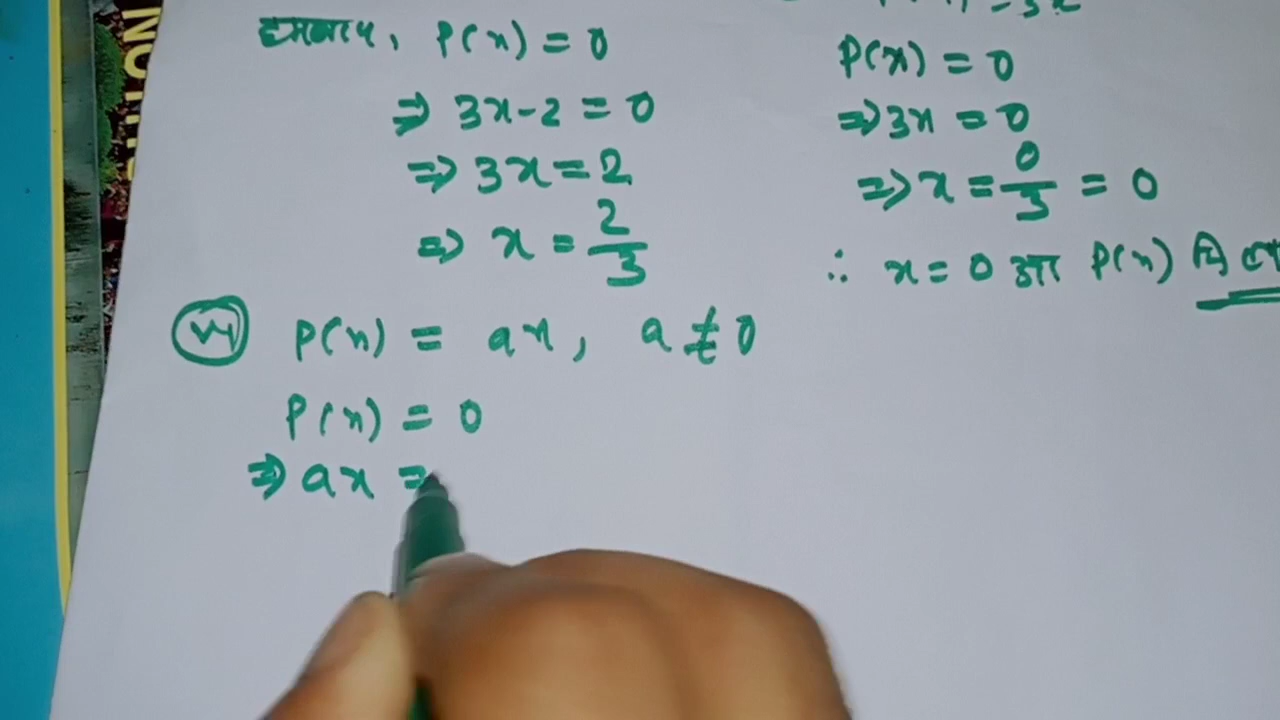 P(x) = 0
⇒ 3x - 2 = 0
⇒ 3x = 2
⇒ x = 2/3
P(x) = 0
⇒ 3x = 0
⇒ x = 0/3 = 0
∴ x = 0 P(x)
P(x) = ax, a ≠ 0
P(x) = 0
⇒ ax =